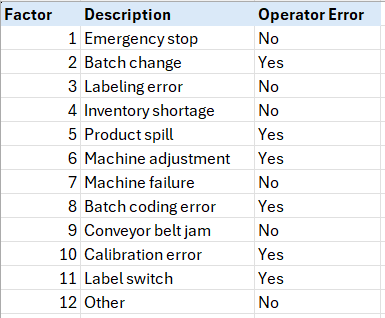 Factor Description Operator Error
1 Emergency stop No
2 Batch change Yes
3 Labeling error No
4 Inventory shortage No
5 Product spill Yes
6 Machine adjustment Yes
7 Machine failure No
8 Batch coding error Yes
9 Conveyor belt jam No
10 Calibration error Yes
11 Label switch Yes
12 Other No